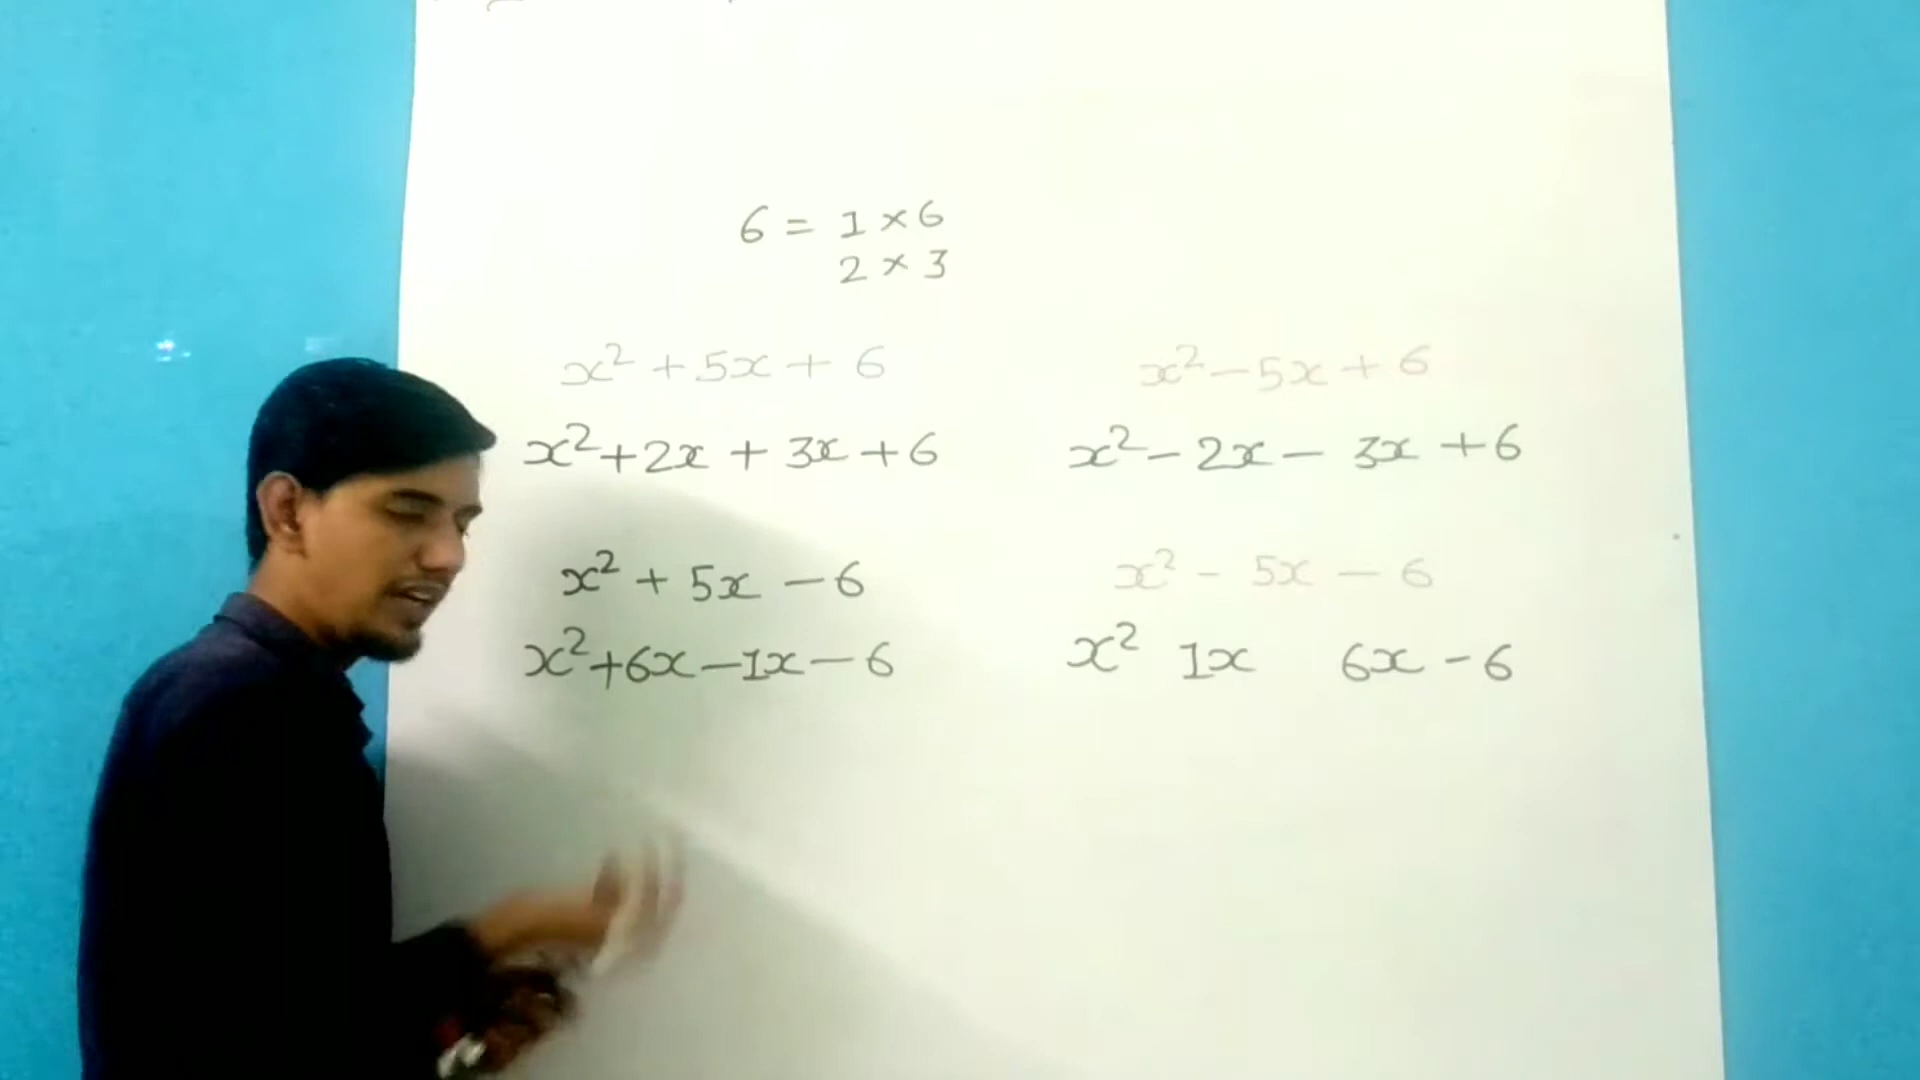 6 = 1 × 6
2 × 3
x² + 5x + 6
x² + 2x + 3x + 6
x² - 5x + 6
x² - 2x - 3x + 6
x² + 5x - 6
x² + 6x - 1x - 6
x² - 5x - 6
x² 1x 6x - 6